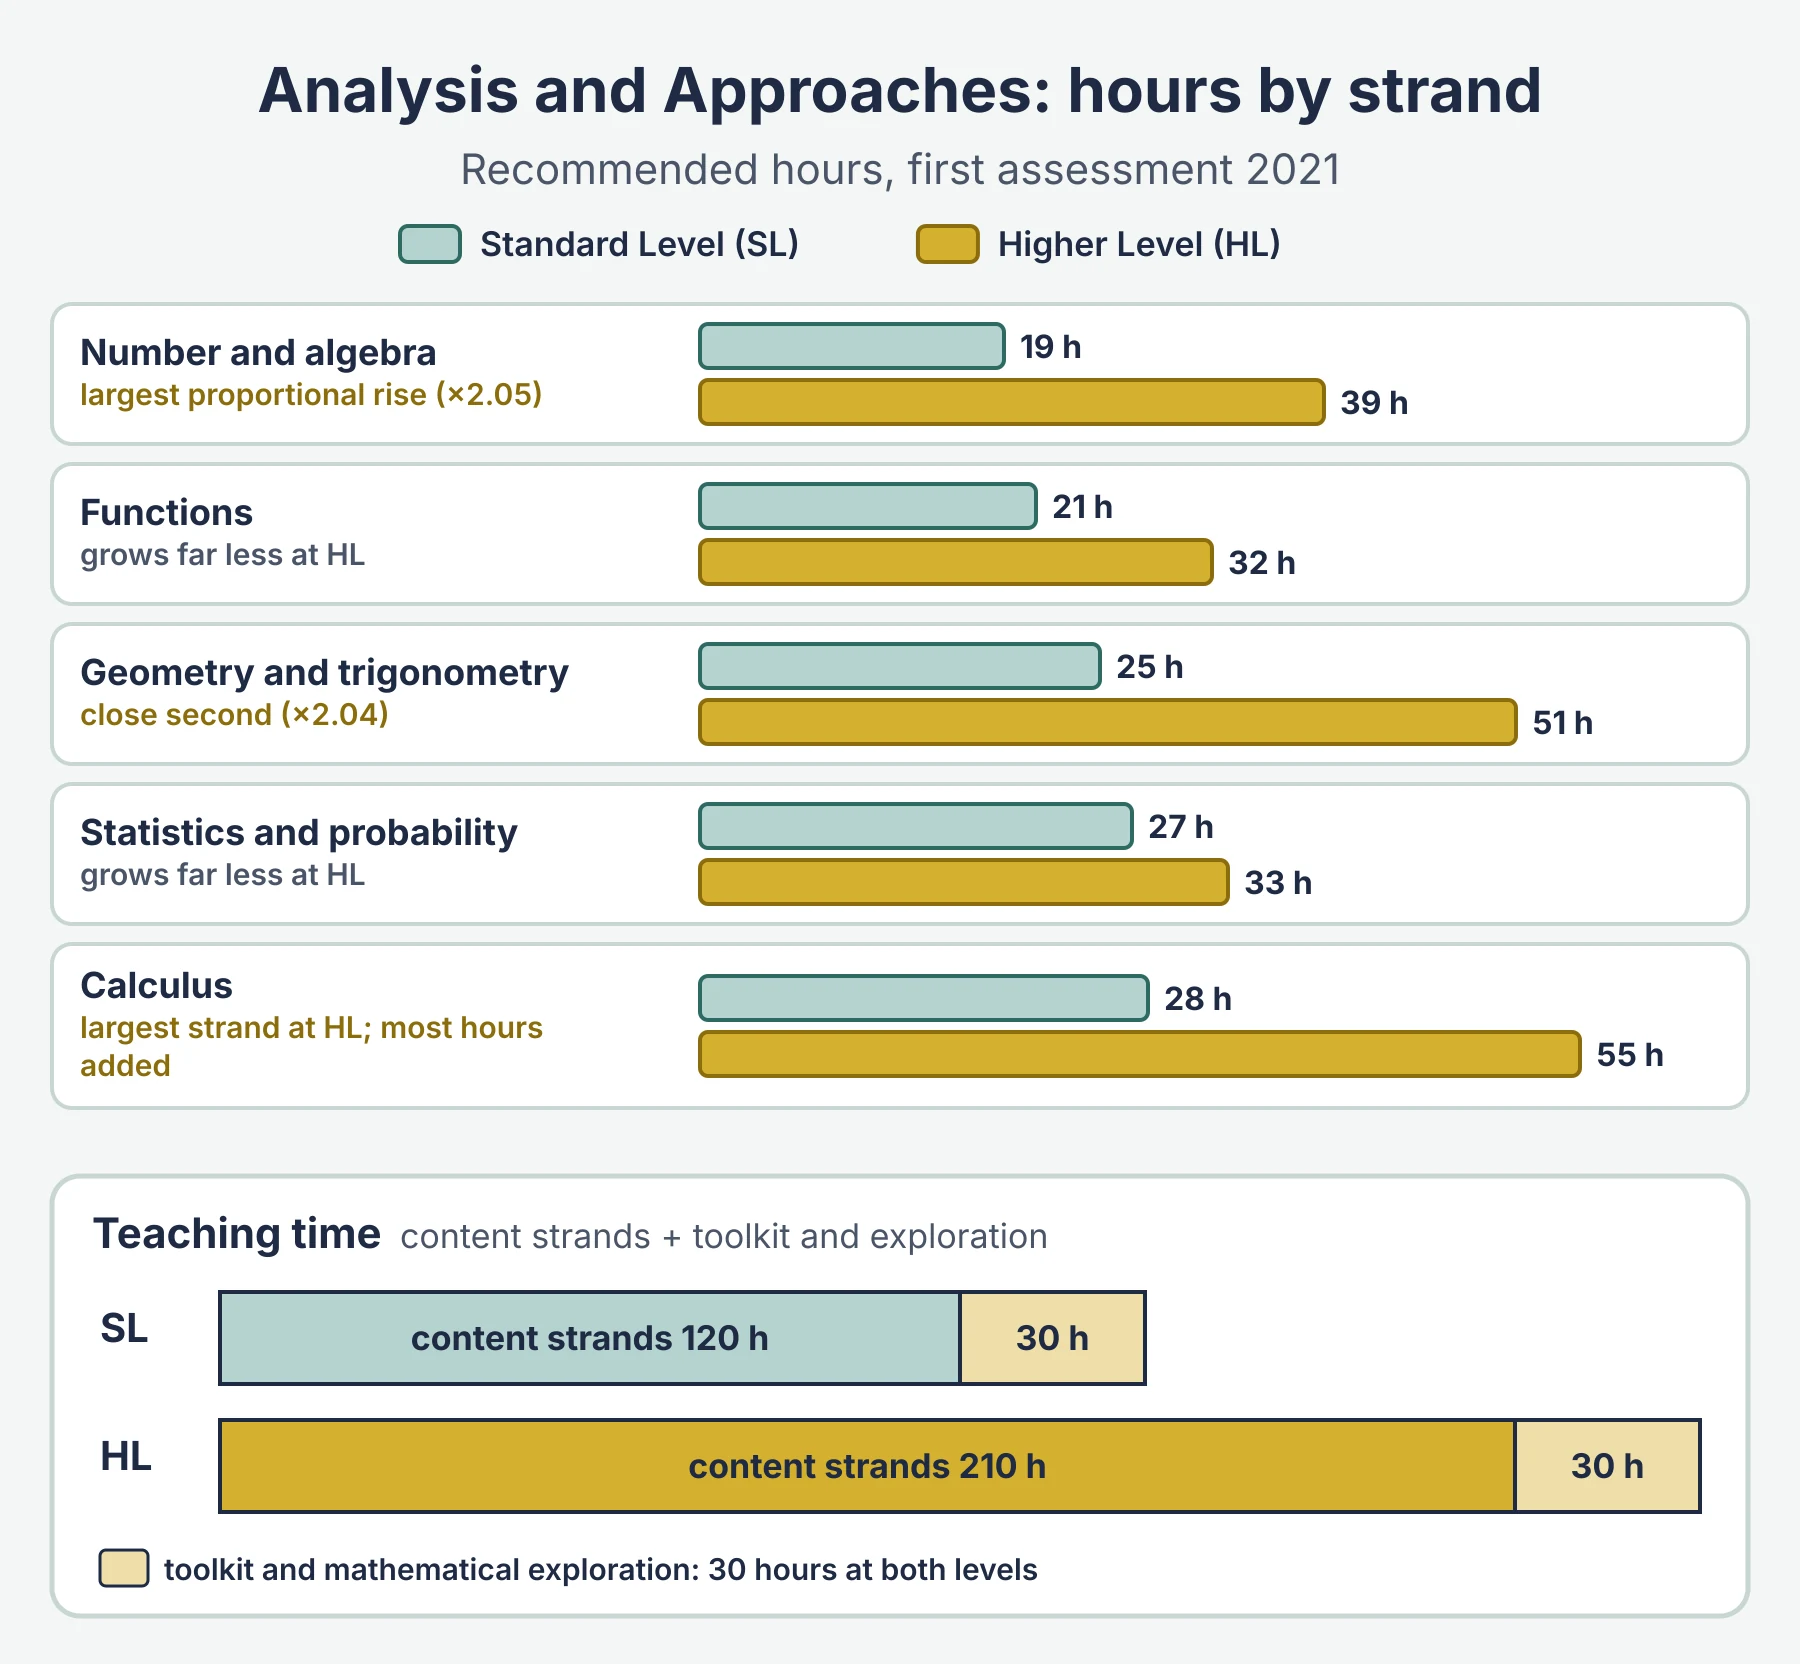 Analysis and Approaches: hours by strand
Recommended hours, first assessment 2021
Standard Level (SL)
Higher Level (HL)
Number and algebra
largest proportional rise (×2.05)
19 h
39 h
Functions
grows far less at HL
21 h
32 h
Geometry and trigonometry
close second (×2.04)
25 h
51 h
Statistics and probability
grows far less at HL
27 h
33 h
Calculus
largest strand at HL; most hours
added
28 h
55 h
Teaching time content strands + toolkit and exploration
SL
content strands 120 h
30 h
HL
content strands 210 h
30 h
toolkit and mathematical exploration: 30 hours at both levels